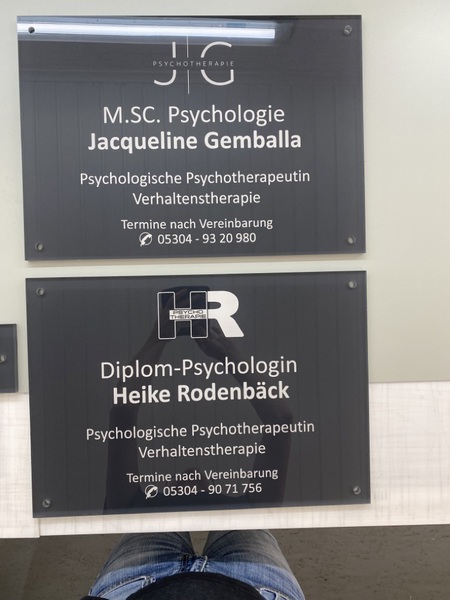 JG
PSYCHOTHERAPIE
M.SC. Psychologie
Jacqueline Gemballa
Psychologische Psychotherapeutin
Verhaltenstherapie
Termine nach Vereinbarung
✆ 05304 - 93 20 980
HR
PSYCHO
THERAPIE
Diplom-Psychologin
Heike Rodenbäck
Psychologische Psychotherapeutin
Verhaltenstherapie
Termine nach Vereinbarung
✆ 05304 - 90 71 756